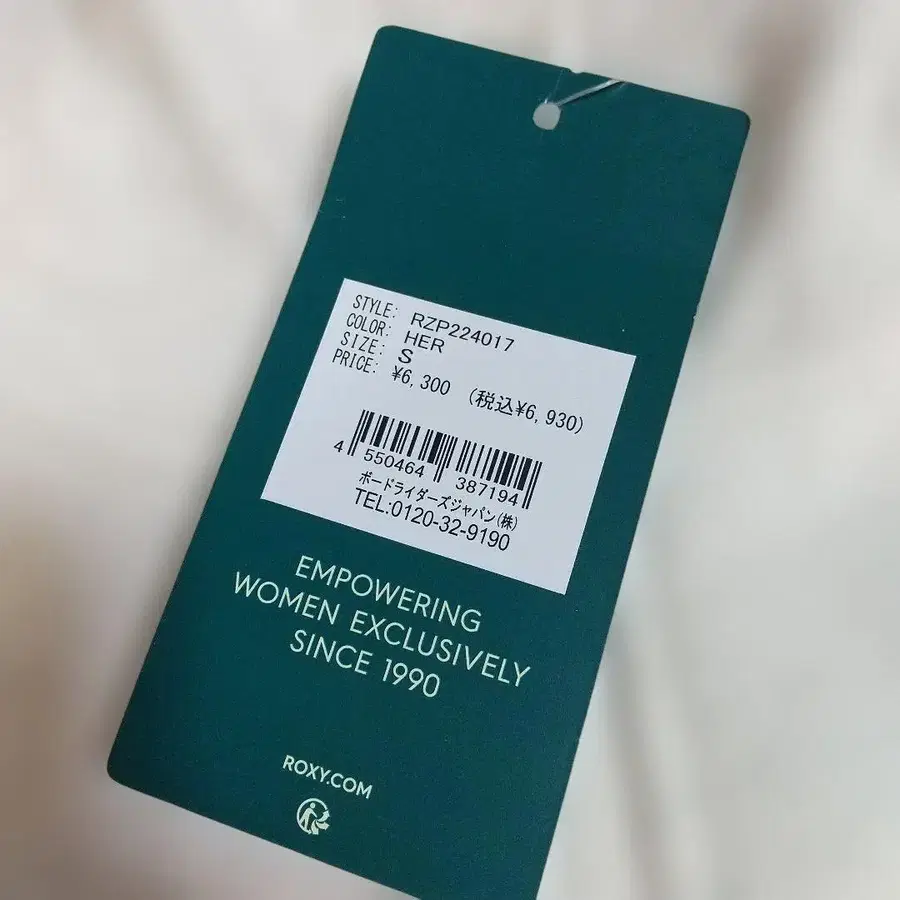 STYLE: RZP224017
COLOR: HER
SIZE: S
PRICE: ¥6,300 (税込¥6,930)
4 550464 387194
ボードライダーズジャパン(株)
TEL:0120-32-9190
EMPOWERING
WOMEN EXCLUSIVELY
SINCE 1990
ROXY.COM